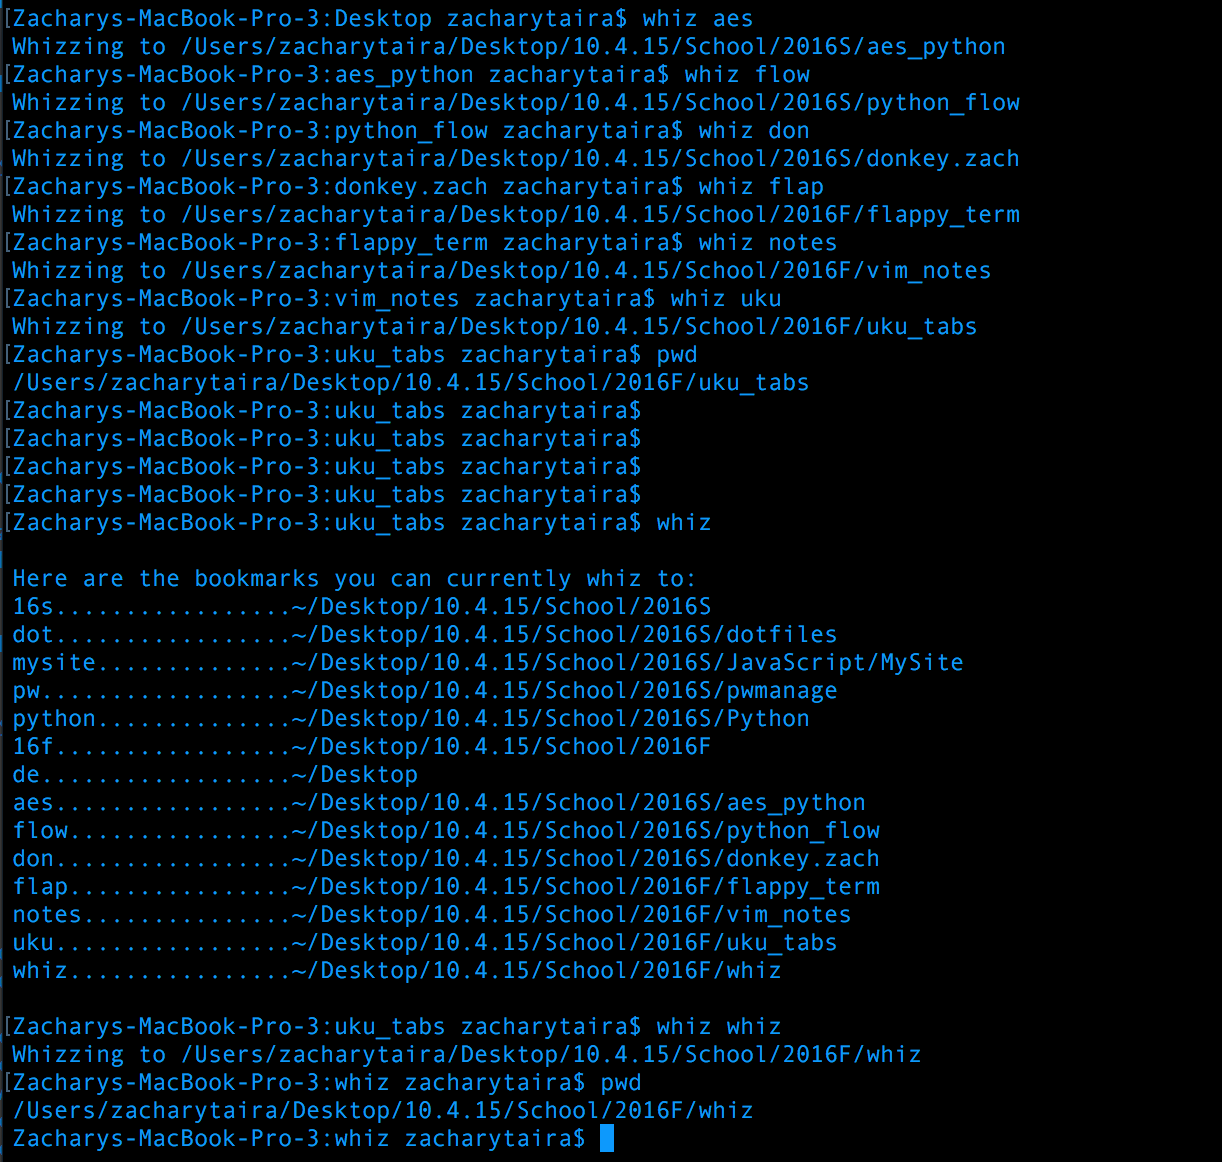 [Zacharys-MacBook-Pro-3:Desktop zacharytaira$ whiz aes
Whizzing to /Users/zacharytaira/Desktop/10.4.15/School/2016S/aes_python
[Zacharys-MacBook-Pro-3:aes_python zacharytaira$ whiz flow
Whizzing to /Users/zacharytaira/Desktop/10.4.15/School/2016S/python_flow
[Zacharys-MacBook-Pro-3:python_flow zacharytaira$ whiz don
Whizzing to /Users/zacharytaira/Desktop/10.4.15/School/2016S/donkey.zach
[Zacharys-MacBook-Pro-3:donkey.zach zacharytaira$ whiz flap
Whizzing to /Users/zacharytaira/Desktop/10.4.15/School/2016F/flappy_term
[Zacharys-MacBook-Pro-3:flappy_term zacharytaira$ whiz notes
Whizzing to /Users/zacharytaira/Desktop/10.4.15/School/2016F/vim_notes
[Zacharys-MacBook-Pro-3:vim_notes zacharytaira$ whiz uku
Whizzing to /Users/zacharytaira/Desktop/10.4.15/School/2016F/uku_tabs
[Zacharys-MacBook-Pro-3:uku_tabs zacharytaira$ pwd
/Users/zacharytaira/Desktop/10.4.15/School/2016F/uku_tabs
[Zacharys-MacBook-Pro-3:uku_tabs zacharytaira$
[Zacharys-MacBook-Pro-3:uku_tabs zacharytaira$
[Zacharys-MacBook-Pro-3:uku_tabs zacharytaira$
[Zacharys-MacBook-Pro-3:uku_tabs zacharytaira$
[Zacharys-MacBook-Pro-3:uku_tabs zacharytaira$ whiz
Here are the bookmarks you can currently whiz to:
16s.................~/Desktop/10.4.15/School/2016S
dot.................~/Desktop/10.4.15/School/2016S/dotfiles
mysite..............~/Desktop/10.4.15/School/2016S/JavaScript/MySite
pw..................~/Desktop/10.4.15/School/2016S/pwmanage
python..............~/Desktop/10.4.15/School/2016S/Python
16f.................~/Desktop/10.4.15/School/2016F
de..................~/Desktop
aes.................~/Desktop/10.4.15/School/2016S/aes_python
flow................~/Desktop/10.4.15/School/2016S/python_flow
don.................~/Desktop/10.4.15/School/2016S/donkey.zach
flap................~/Desktop/10.4.15/School/2016F/flappy_term
notes...............~/Desktop/10.4.15/School/2016F/vim_notes
uku.................~/Desktop/10.4.15/School/2016F/uku_tabs
whiz................~/Desktop/10.4.15/School/2016F/whiz
[Zacharys-MacBook-Pro-3:uku_tabs zacharytaira$ whiz whiz
Whizzing to /Users/zacharytaira/Desktop/10.4.15/School/2016F/whiz
[Zacharys-MacBook-Pro-3:whiz zacharytaira$ pwd
/Users/zacharytaira/Desktop/10.4.15/School/2016F/whiz
Zacharys-MacBook-Pro-3:whiz zacharytaira$